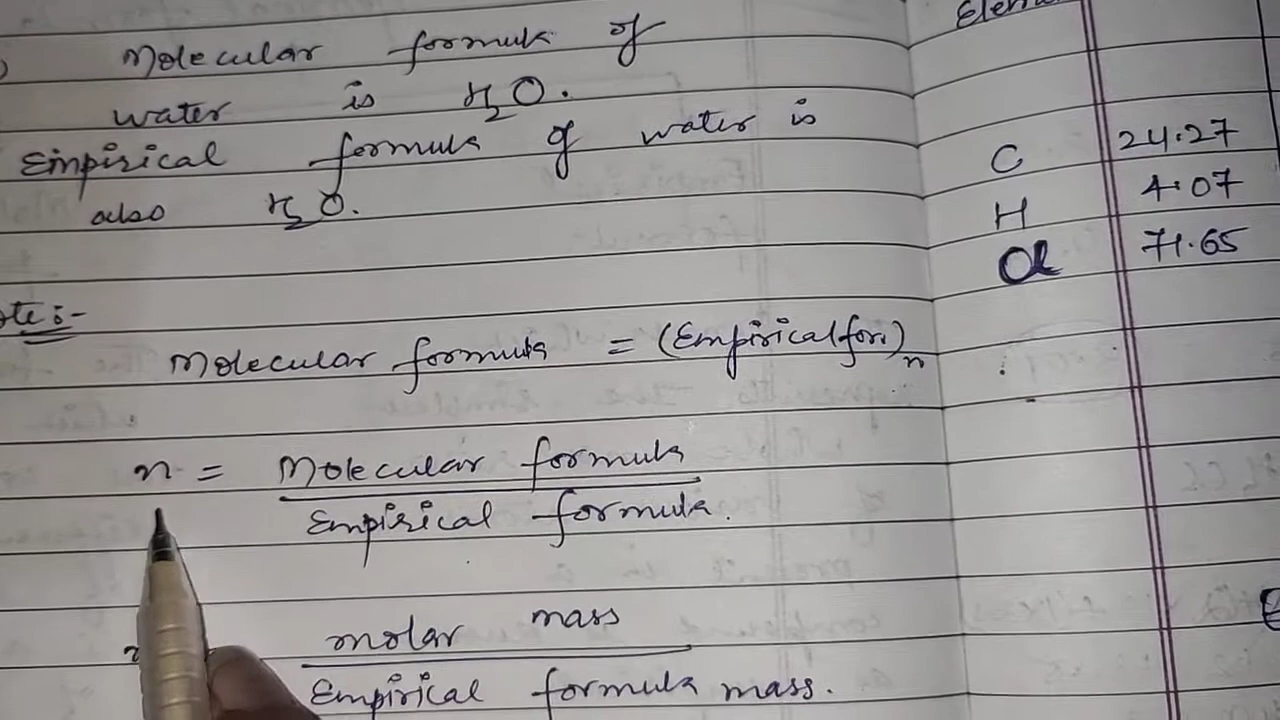 Molecular formula of
water is H₂O.
Empirical formula of water is
also H₂O.
Note :-
Molecular formula = (Empirical for)n
n = Molecular formula
Empirical formula.
molar mass
Empirical formula mass.
Elem
C 24.27
H 4.07
Cl 71.65